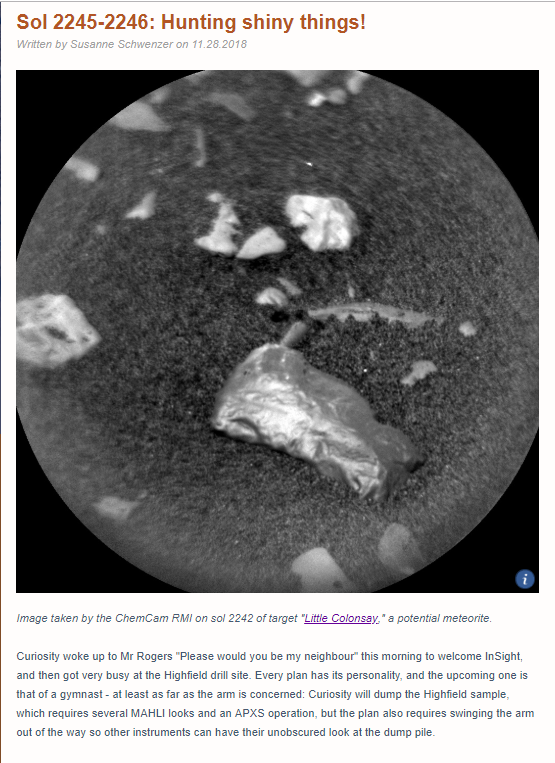 Sol 2245-2246: Hunting shiny things!
Written by Susanne Schwenzer on 11.28.2018
i
Image taken by the ChemCam RMI on sol 2242 of target "Little Colonsay," a potential meteorite.
Curiosity woke up to Mr Rogers "Please would you be my neighbour" this morning to welcome InSight,
and then got very busy at the Highfield drill site. Every plan has its personality, and the upcoming one is
that of a gymnast - at least as far as the arm is concerned: Curiosity will dump the Highfield sample,
which requires several MAHLI looks and an APXS operation, but the plan also requires swinging the arm
out of the way so other instruments can have their unobscured look at the dump pile.